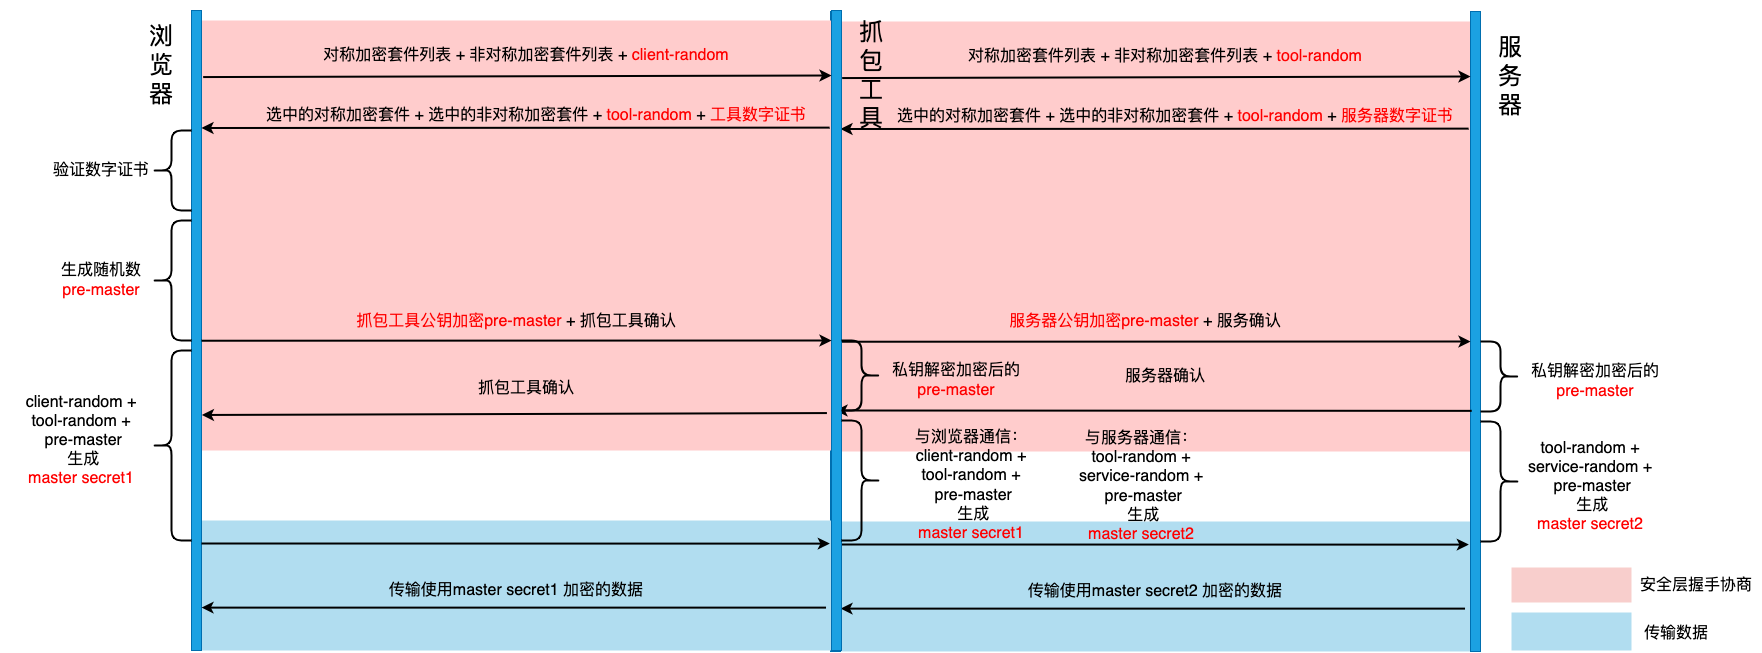 浏览器
抓包工具
服务器
对称加密套件列表 + 非对称加密套件列表 + client-random
对称加密套件列表 + 非对称加密套件列表 + tool-random
选中的对称加密套件 + 选中的非对称加密套件 + tool-random + 工具数字证书
选中的对称加密套件 + 选中的非对称加密套件 + tool-random + 服务器数字证书
验证数字证书
生成随机数
pre-master
抓包工具公钥加密pre-master + 抓包工具确认
服务器公钥加密pre-master + 服务确认
私钥解密加密后的
pre-master
服务器确认
私钥解密加密后的
pre-master
抓包工具确认
client-random +
tool-random +
pre-master
生成
master secret1
与浏览器通信:
client-random +
tool-random +
pre-master
生成
master secret1
与服务器通信:
tool-random +
service-random +
pre-master
生成
master secret2
tool-random +
service-random +
pre-master
生成
master secret2
传输使用master secret1 加密的数据
传输使用master secret2 加密的数据
安全层握手协商
传输数据